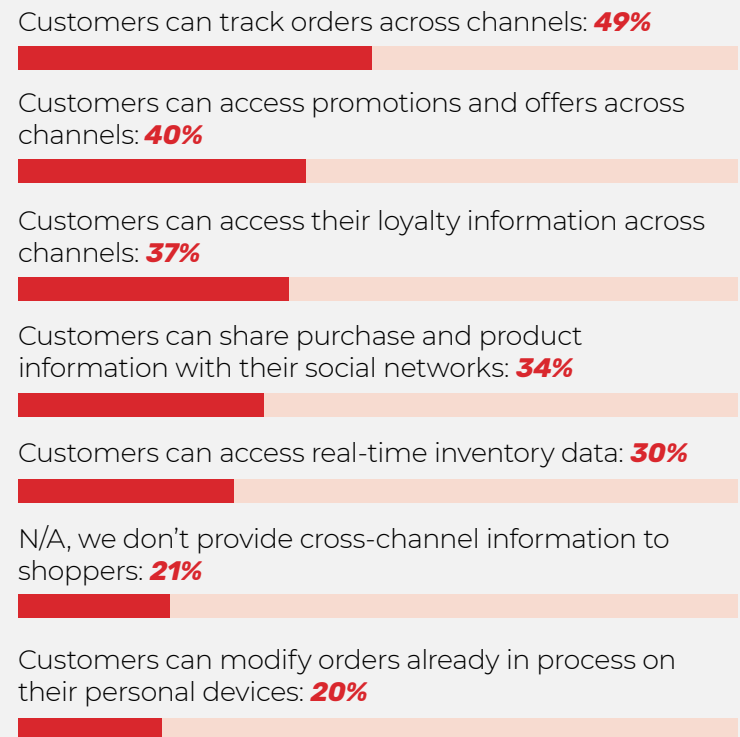 Customers can track orders across channels: 49%
Customers can access promotions and offers across
channels: 40%
Customers can access their loyalty information across
channels: 37%
Customers can share purchase and product
information with their social networks: 34%
Customers can access real-time inventory data: 30%
N/A, we don’t provide cross-channel information to
shoppers: 21%
Customers can modify orders already in process on
their personal devices: 20%